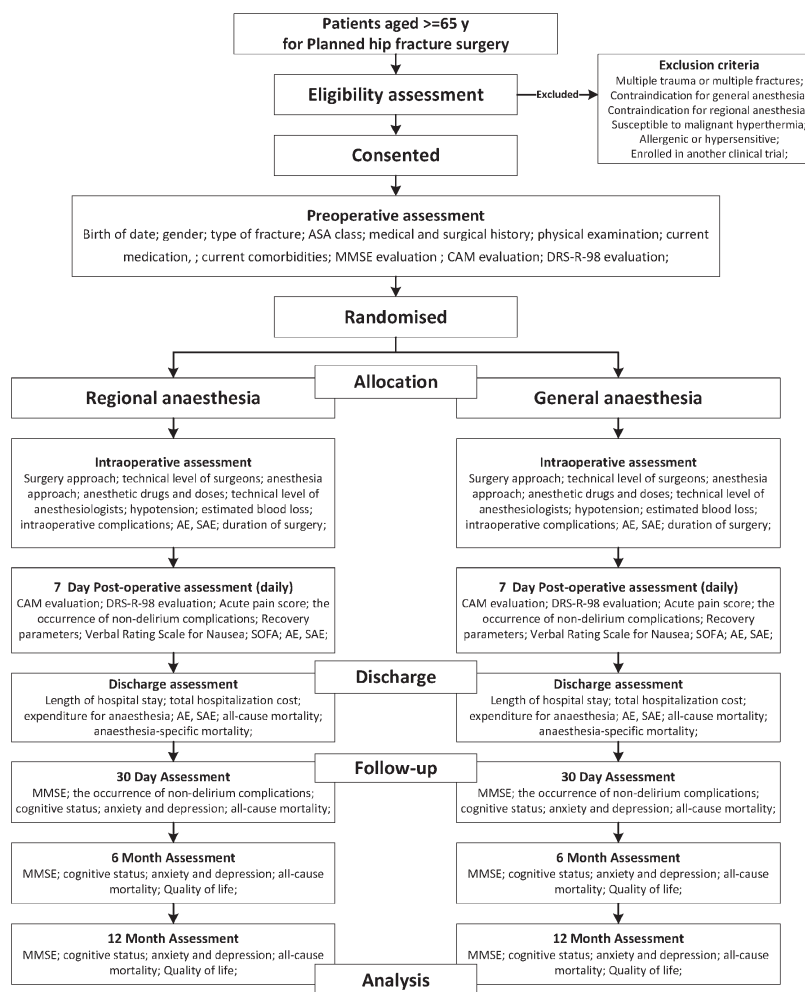 Patients aged >=65 y
for Planned hip fracture surgery
Eligibility assessment
Excluded
Exclusion criteria
Multiple trauma or multiple fractures;
Contraindication for general anesthesia
Contraindication for regional anesthesia
Susceptible to malignant hyperthermia;
Allergenic or hypersensitive;
Enrolled in another clinical trial;
Consented
Preoperative assessment
Birth of date; gender; type of fracture; ASA class; medical and surgical history; physical examination; current
medication, ; current comorbidities; MMSE evaluation ; CAM evaluation; DRS-R-98 evaluation;
Randomised
Allocation
Regional anaesthesia
General anaesthesia
Intraoperative assessment
Surgery approach; technical level of surgeons; anesthesia
approach; anesthetic drugs and doses; technical level of
anesthesiologists; hypotension; estimated blood loss;
intraoperative complications; AE, SAE; duration of surgery;
Intraoperative assessment
Surgery approach; technical level of surgeons; anesthesia
approach; anesthetic drugs and doses; technical level of
anesthesiologists; hypotension; estimated blood loss;
intraoperative complications; AE, SAE; duration of surgery;
7 Day Post-operative assessment (daily)
CAM evaluation; DRS-R-98 evaluation; Acute pain score; the
occurrence of non-delirium complications; Recovery
parameters; Verbal Rating Scale for Nausea; SOFA; AE, SAE;
7 Day Post-operative assessment (daily)
CAM evaluation; DRS-R-98 evaluation; Acute pain score; the
occurrence of non-delirium complications; Recovery
parameters; Verbal Rating Scale for Nausea; SOFA; AE, SAE;
Discharge
Discharge assessment
Length of hospital stay; total hospitalization cost;
expenditure for anaesthesia; AE, SAE; all-cause mortality;
anaesthesia-specific mortality;
Discharge assessment
Length of hospital stay; total hospitalization cost;
expenditure for anaesthesia; AE, SAE; all-cause mortality;
anaesthesia-specific mortality;
Follow-up
30 Day Assessment
MMSE; the occurrence of non-delirium complications;
cognitive status; anxiety and depression; all-cause mortality;
30 Day Assessment
MMSE; the occurrence of non-delirium complications;
cognitive status; anxiety and depression; all-cause mortality;
6 Month Assessment
MMSE; cognitive status; anxiety and depression; all-cause
mortality; Quality of life;
6 Month Assessment
MMSE; cognitive status; anxiety and depression; all-cause
mortality; Quality of life;
12 Month Assessment
MMSE; cognitive status; anxiety and depression; all-cause
mortality; Quality of life;
12 Month Assessment
MMSE; cognitive status; anxiety and depression; all-cause
mortality; Quality of life;
Analysis